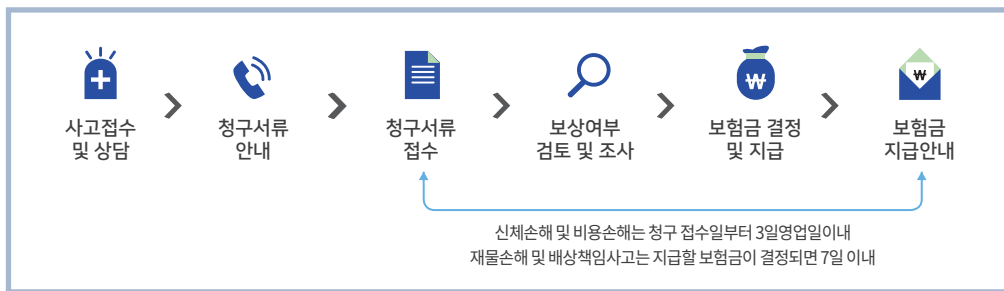 사고접수
및 상담
청구서류
안내
청구서류
접수
보상여부
검토 및 조사
보험금 결정
및 지급
보험금
지급안내
신체손해 및 비용손해는 청구 접수일부터 3일영업일이내
재물손해 및 배상책임사고는 지급할 보험금이 결정되면 7일 이내